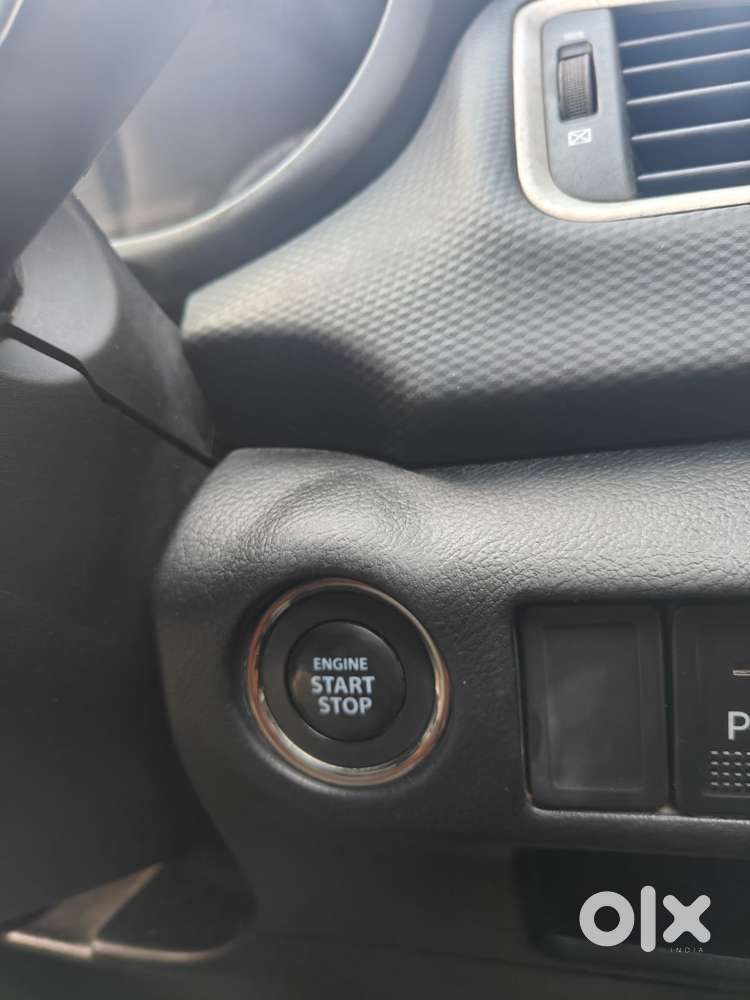 ENGINE
START
STOP
P
olx
INDIA